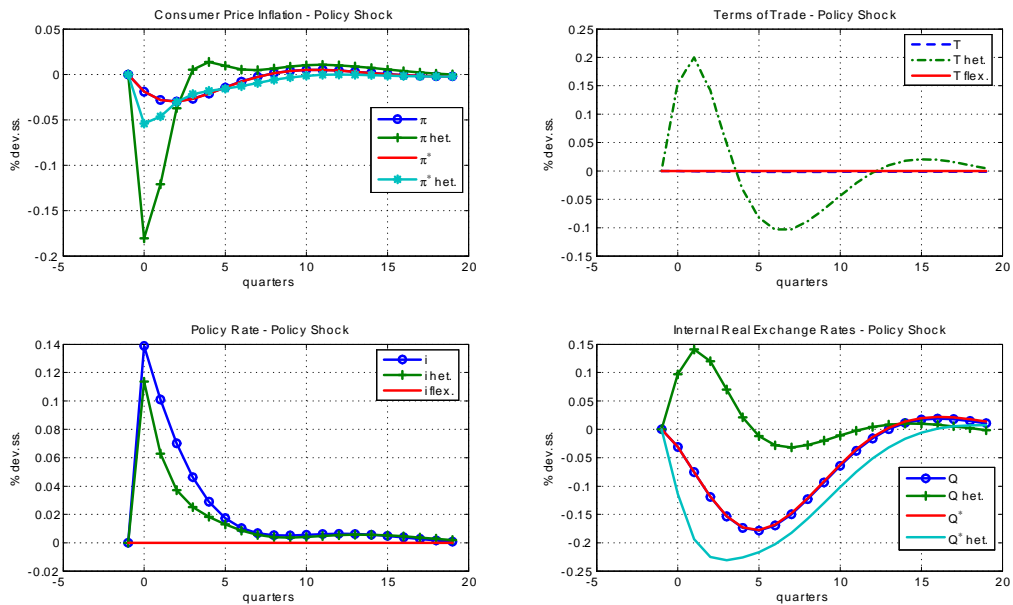 Consumer Price Inflation - Policy Shock
0.05
0
-0.05
-0.1
-0.15
-0.2
% dev. ss.
-5 0 5 10 15 20
quarters
π
π het.
π*
π* het.
Terms of Trade - Policy Shock
0.25
0.2
0.15
0.1
0.05
0
-0.05
-0.1
-0.15
% dev. ss.
-5 0 5 10 15 20
quarters
T
T het.
T flex.
Policy Rate - Policy Shock
0.14
0.12
0.1
0.08
0.06
0.04
0.02
0
-0.02
% dev. ss.
-5 0 5 10 15 20
quarters
i
i het.
i flex.
Internal Real Exchange Rates - Policy Shock
0.15
0.1
0.05
0
-0.05
-0.1
-0.15
-0.2
-0.25
% dev. ss.
-5 0 5 10 15 20
quarters
Q
Q het.
Q*
Q* het.